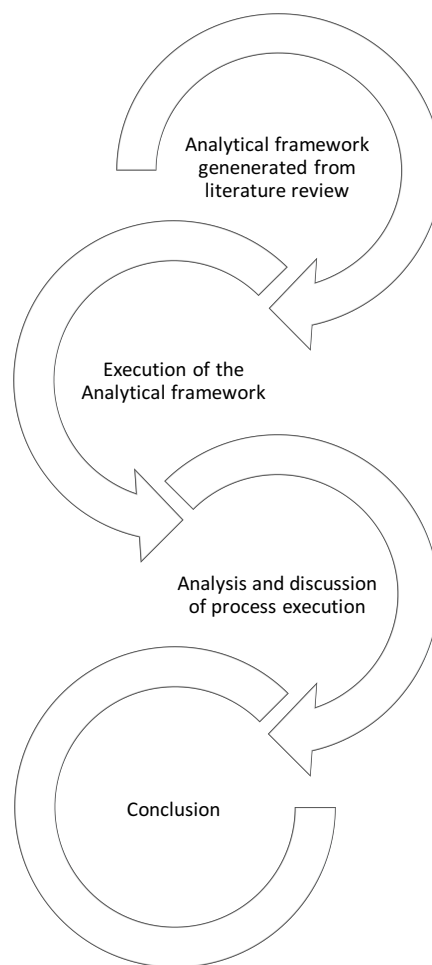 Analytical framework
genenerated from
literature review
Execution of the
Analytical framework
Analysis and discussion
of process execution
Conclusion